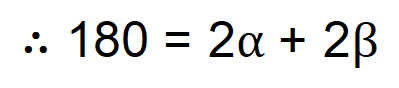 ∴ 180 = 2α + 2β